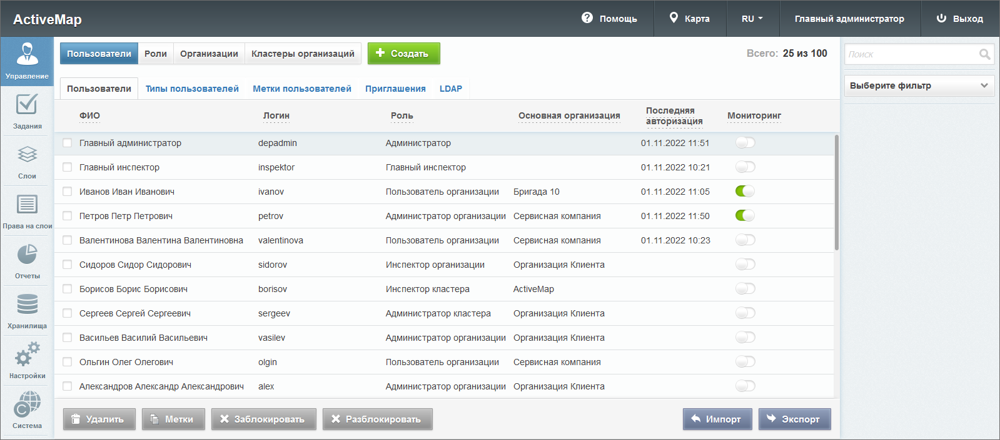 ActiveMap
Помощь
Карта
RU
Главный администратор
Выход
Управление
Задания
Слои
Права на слои
Отчеты
Хранилища
Настройки
Система
Пользователи Роли Организации Кластеры организаций Создать
Всего: 25 из 100
Пользователи Типы пользователей Метки пользователей Приглашения LDAP
ФИО Логин Роль Основная организация Последняя авторизация Мониторинг
Главный администратор depadmin Администратор 01.11.2022 11:51
Главный инспектор inspektor Главный инспектор 01.11.2022 10:21
Иванов Иван Иванович ivanov Пользователь организации Бригада 10 01.11.2022 11:05
Петров Петр Петрович petrov Администратор организации Сервисная компания 01.11.2022 11:50
Валентинова Валентина Валентиновна valentinova Пользователь организации Сервисная компания 01.11.2022 10:23
Сидоров Сидор Сидорович sidorov Инспектор организации Организация Клиента
Борисов Борис Борисович borisov Инспектор кластера ActiveMap
Сергеев Сергей Сергеевич sergeev Администратор кластера Организация Клиента
Васильев Василий Васильевич vasilev Администратор организации Организация Клиента
Ольгин Олег Олегович olgin Пользователь организации Сервисная компания
Александров Александр Александрович alex Администратор организации Организация Клиента
Удалить Метки Заблокировать Разблокировать Импорт Экспорт
Поиск
Выберите фильтр